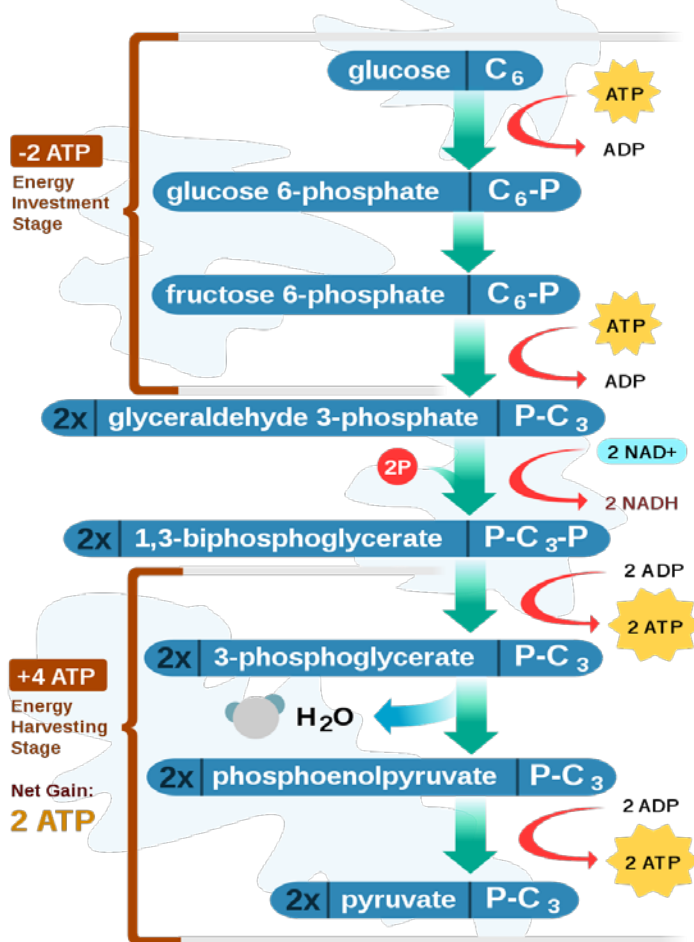 glucose C6
ATP
ADP
-2 ATP
Energy
Investment
Stage
glucose 6-phosphate C6-P
fructose 6-phosphate C6-P
ATP
ADP
2x glyceraldehyde 3-phosphate P-C3
2P
2 NAD+
2 NADH
2x 1,3-biphosphoglycerate P-C3-P
2 ADP
2 ATP
2x 3-phosphoglycerate P-C3
+4 ATP
Energy
Harvesting
Stage
Net Gain:
2 ATP
H2O
2x phosphoenolpyruvate P-C3
2 ADP
2 ATP
2x pyruvate P-C3